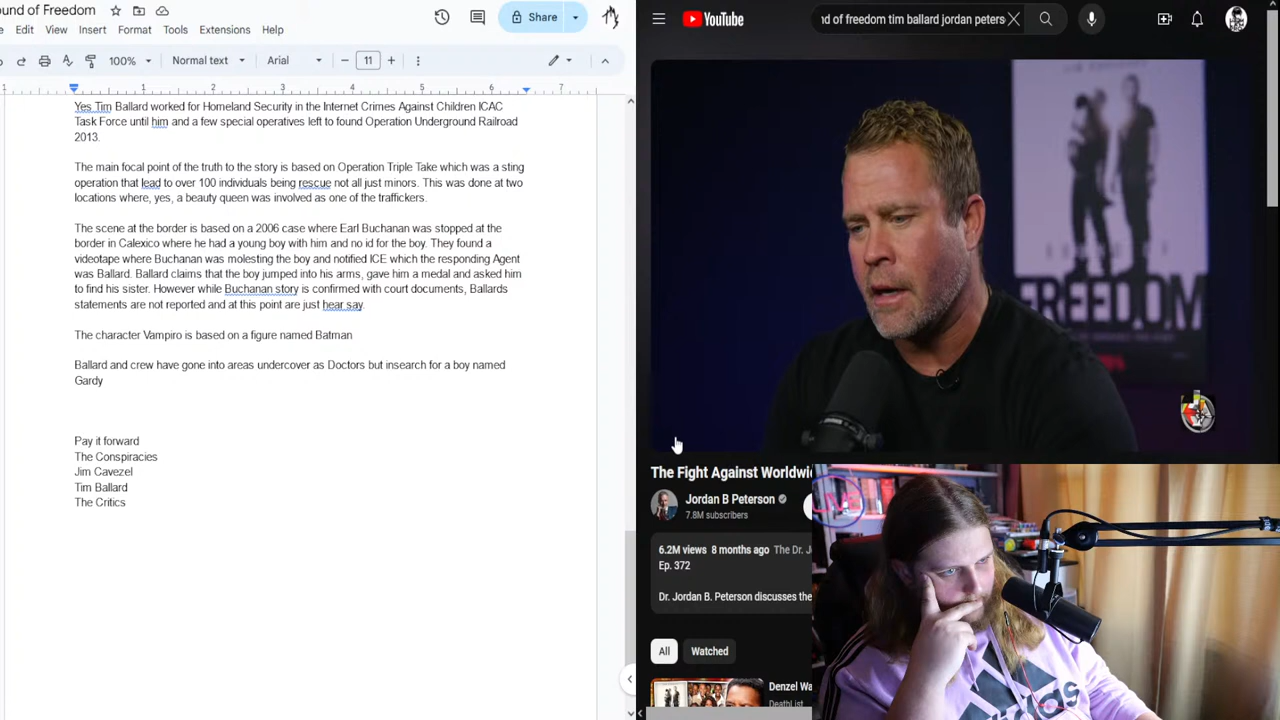 ound of Freedom
Edit View Insert Format Tools Extensions Help
Share
100% Normal text Arial 11
1 1 2 3 4 5 6 7
Yes Tim Ballard worked for Homeland Security in the Internet Crimes Against Children ICAC
Task Force until him and a few special operatives left to found Operation Underground Railroad
2013.
The main focal point of the truth to the story is based on Operation Triple Take which was a sting
operation that lead to over 100 individuals being rescue not all just minors. This was done at two
locations where, yes, a beauty queen was involved as one of the traffickers.
The scene at the border is based on a 2006 case where Earl Buchanan was stopped at the
border in Calexico where he had a young boy with him and no id for the boy. They found a
videotape where Buchanan was molesting the boy and notified ICE which the responding Agent
was Ballard. Ballard claims that the boy jumped into his arms, gave him a medal and asked him
to find his sister. However while Buchanan story is confirmed with court documents, Ballards
statements are not reported and at this point are just hear say.
The character Vampiro is based on a figure named Batman
Ballard and crew have gone into areas undercover as Doctors but insearch for a boy named
Gardy
Pay it forward
The Conspiracies
Jim Cavezel
Tim Ballard
The Critics
YouTube
nd of freedom tim ballard jordan peters
FREEDOM
The Fight Against Worldwi
Jordan B Peterson
7.8M subscribers
6.2M views 8 months ago The Dr. J
Ep. 372
Dr. Jordan B. Peterson discusses the
All Watched
Denzel Wa
DeathList